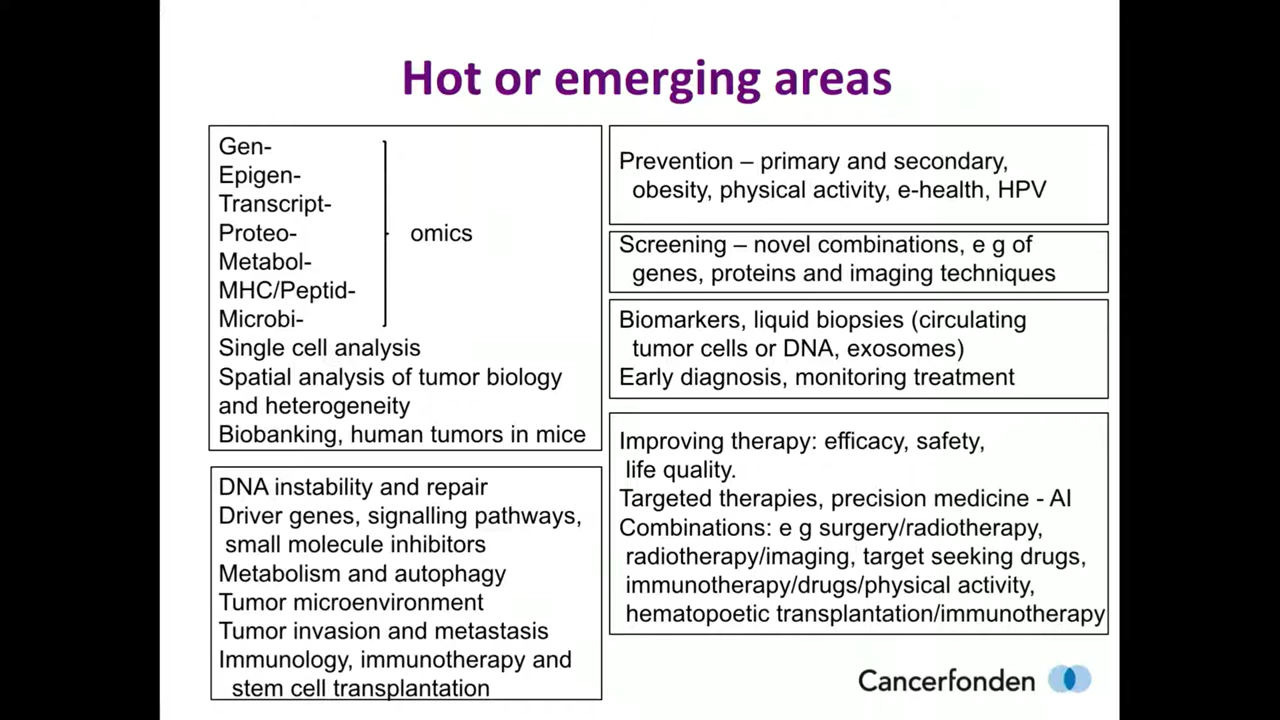 Hot or emerging areas
Gen-
Epigen-
Transcript-
Proteo-
omics
Metabol-
MHC/Peptid-
Microbi-
Single cell analysis
Spatial analysis of tumor biology
and heterogeneity
Biobanking, human tumors in mice
DNA instability and repair
Driver genes, signalling pathways,
small molecule inhibitors
Metabolism and autophagy
Tumor microenvironment
Tumor invasion and metastasis
Immunology, immunotherapy and
stem cell transplantation
Prevention – primary and secondary,
obesity, physical activity, e-health, HPV
Screening – novel combinations, e g of
genes, proteins and imaging techniques
Biomarkers, liquid biopsies (circulating
tumor cells or DNA, exosomes)
Early diagnosis, monitoring treatment
Improving therapy: efficacy, safety,
life quality.
Targeted therapies, precision medicine - AI
Combinations: e g surgery/radiotherapy,
radiotherapy/imaging, target seeking drugs,
immunotherapy/drugs/physical activity,
hematopoetic transplantation/immunotherapy
Cancerfonden